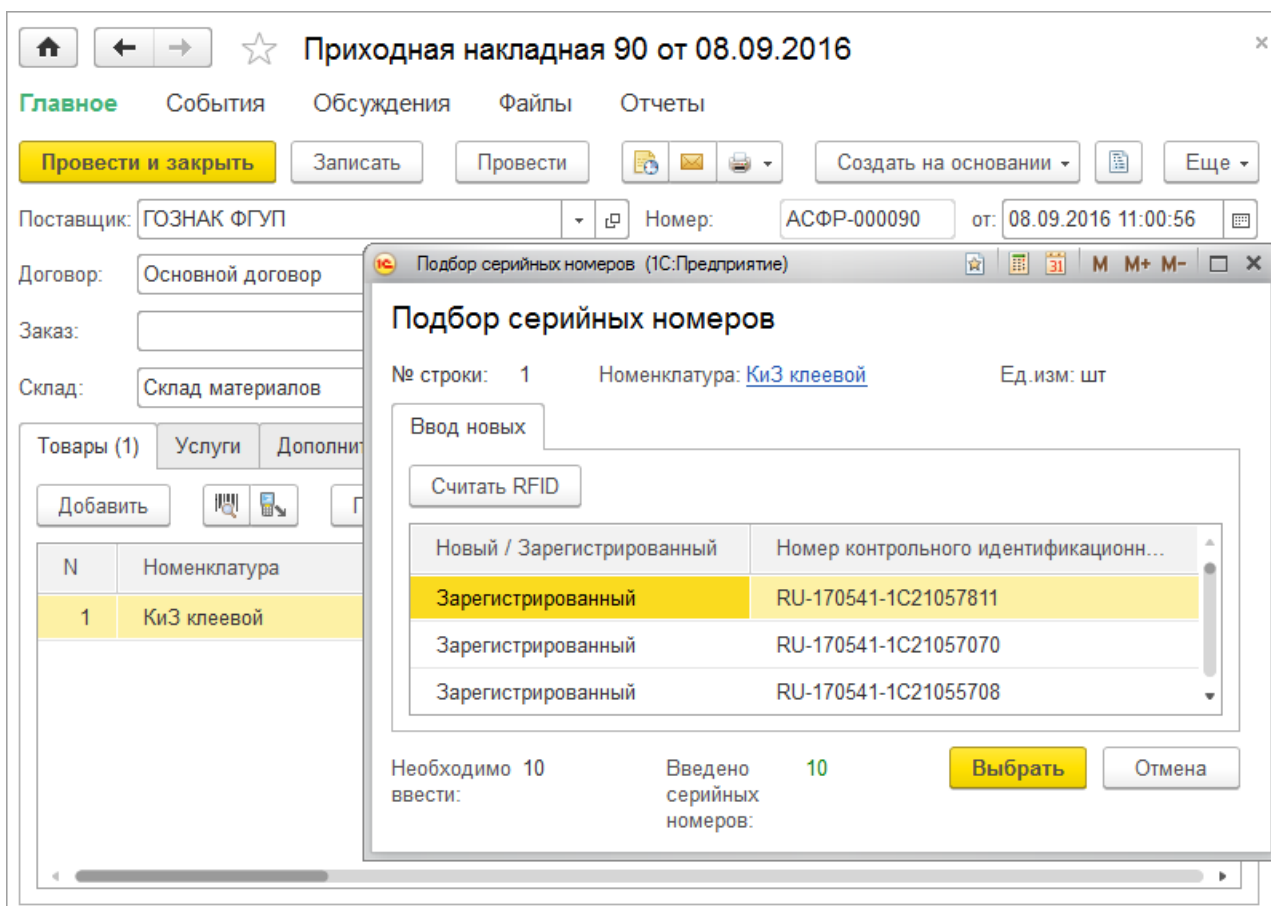 Приходная накладная 90 от 08.09.2016
Главное События Обсуждения Файлы Отчеты
Провести и закрыть Записать Провести Создать на основании Еще
Поставщик: ГОЗНАК ФГУП Номер: АСФР-000090 от: 08.09.2016 11:00:56
Договор: Основной договор
Заказ:
Склад: Склад материалов
Товары (1) Услуги Дополнит
Добавить
N Номенклатура
1 КиЗ клеевой
1С Подбор серийных номеров (1С:Предприятие) 31 M M+ M-
Подбор серийных номеров
№ строки: 1 Номенклатура: КиЗ клеевой Ед.изм: шт
Ввод новых
Считать RFID
Новый / Зарегистрированный Номер контрольного идентификационн...
Зарегистрированный RU-170541-1C21057811
Зарегистрированный RU-170541-1C21057070
Зарегистрированный RU-170541-1C21055708
Необходимо 10 Введено 10 Выбрать Отмена
ввести: серийных
номеров: